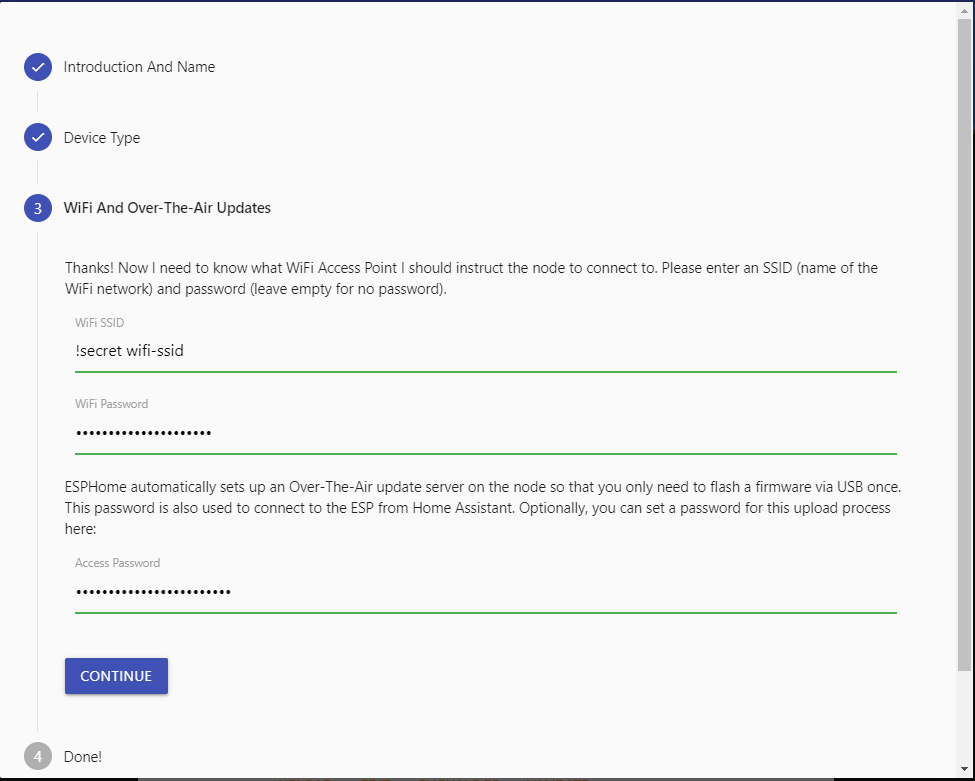 Introduction And Name
Device Type
3 WiFi And Over-The-Air Updates
Thanks! Now I need to know what WiFi Access Point I should instruct the node to connect to. Please enter an SSID (name of the
WiFi network) and password (leave empty for no password).
WiFi SSID
!secret wifi-ssid
WiFi Password
•••••••••••••••••••••
ESPHome automatically sets up an Over-The-Air update server on the node so that you only need to flash a firmware via USB once.
This password is also used to connect to the ESP from Home Assistant. Optionally, you can set a password for this upload process
here:
Access Password
••••••••••••••••••••••••
CONTINUE
4 Done!